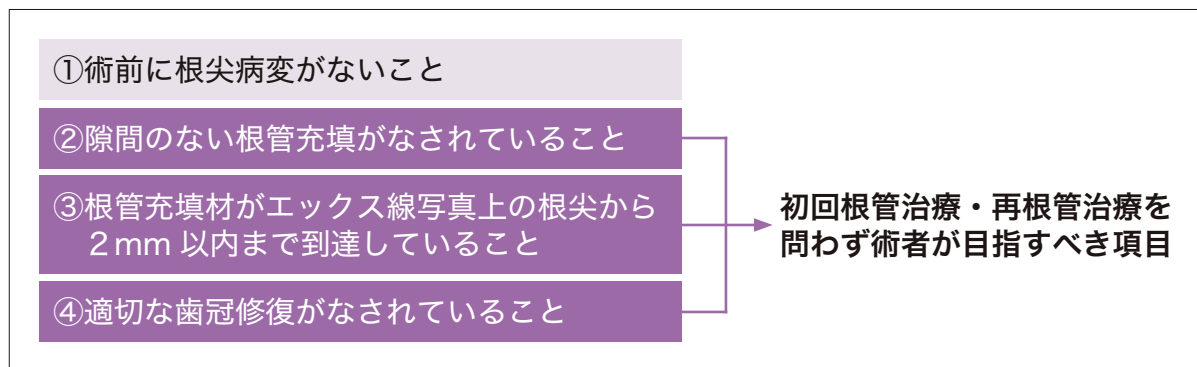 ①術前に根尖病変がないこと
②隙間のない根管充填がなされていること
③根管充填材がエックス線写真上の根尖から
２mm 以内まで到達していること
④適切な歯冠修復がなされていること
初回根管治療・再根管治療を
問わず術者が目指すべき項目